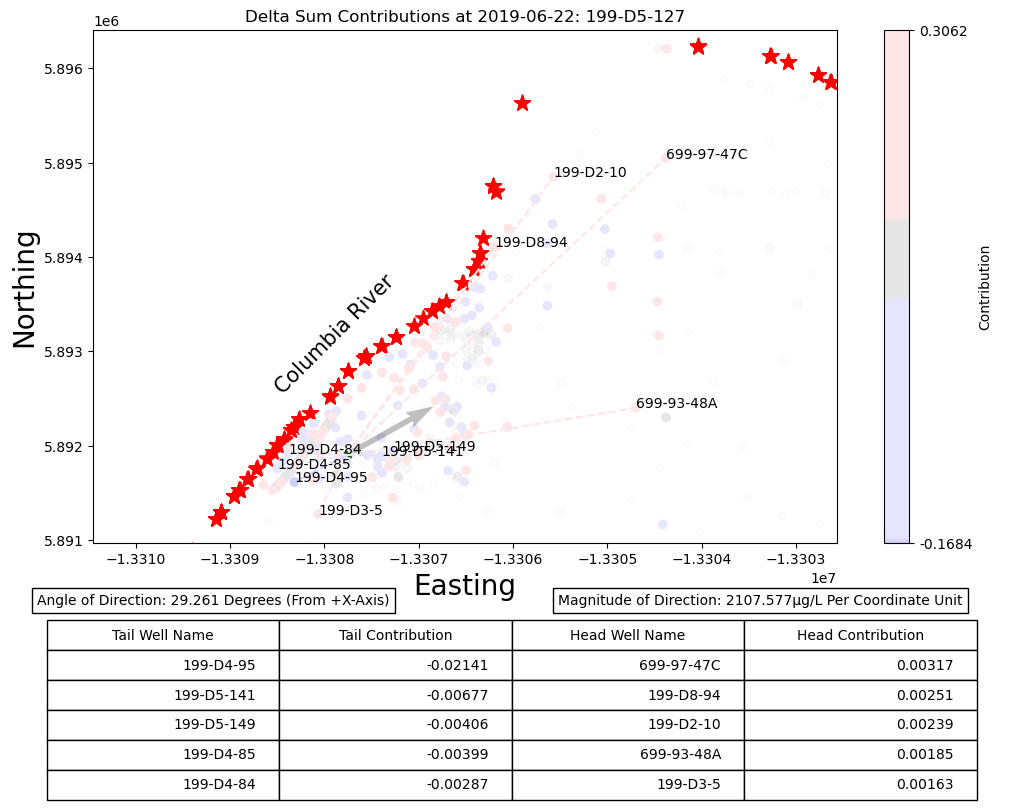 Delta Sum Contributions at 2019-06-22: 199-D5-127
1e6
0.3062
5.896
5.895
5.894
5.893
5.892
5.891
Northing
699-97-47C
199-D2-10
199-D8-94
Columbia River
699-93-48A
199-D4-84
199-D5-149
199-D5-141
199-D4-85
199-D4-95
199-D3-5
Contribution
-0.1684
−1.3310
−1.3309
−1.3308
−1.3307
−1.3306
−1.3305
−1.3304
−1.3303
1e7
Easting
Angle of Direction: 29.261 Degrees (From +X-Axis)
Magnitude of Direction: 2107.577μg/L Per Coordinate Unit
Tail Well Name Tail Contribution Head Well Name Head Contribution
199-D4-95 -0.02141 699-97-47C 0.00317
199-D5-141 -0.00677 199-D8-94 0.00251
199-D5-149 -0.00406 199-D2-10 0.00239
199-D4-85 -0.00399 699-93-48A 0.00185
199-D4-84 -0.00287 199-D3-5 0.00163